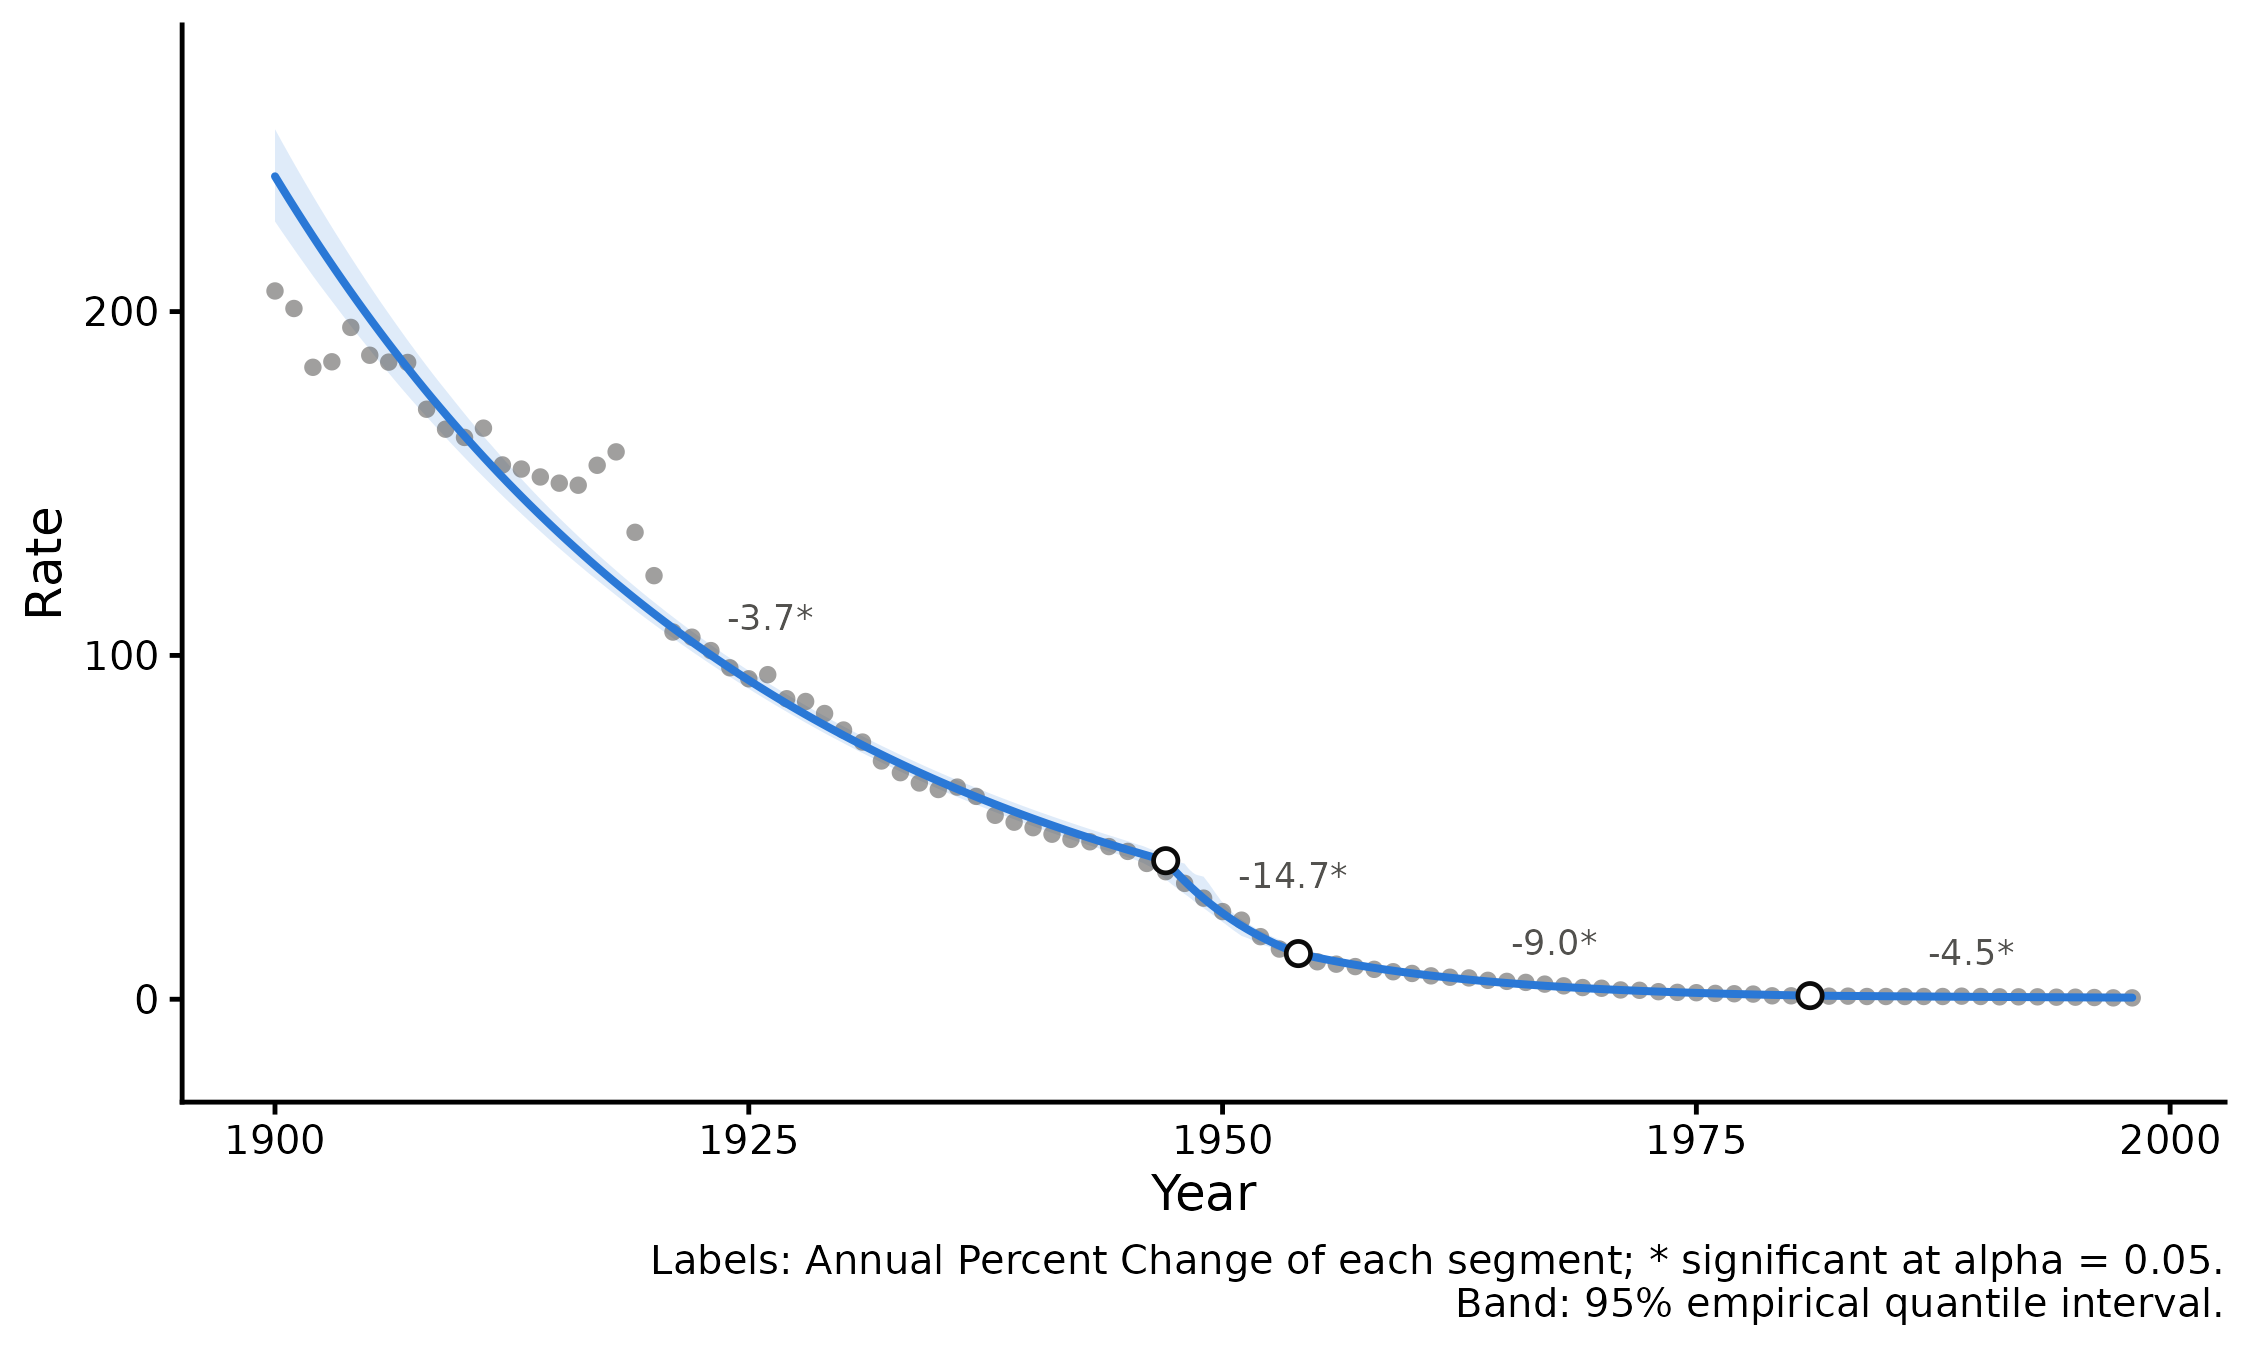 200
100
0
Rate
-3.7*
-14.7*
-9.0*
-4.5*
1900 1925 1950 1975 2000
Year
Labels: Annual Percent Change of each segment; * significant at alpha = 0.05.
Band: 95% empirical quantile interval.